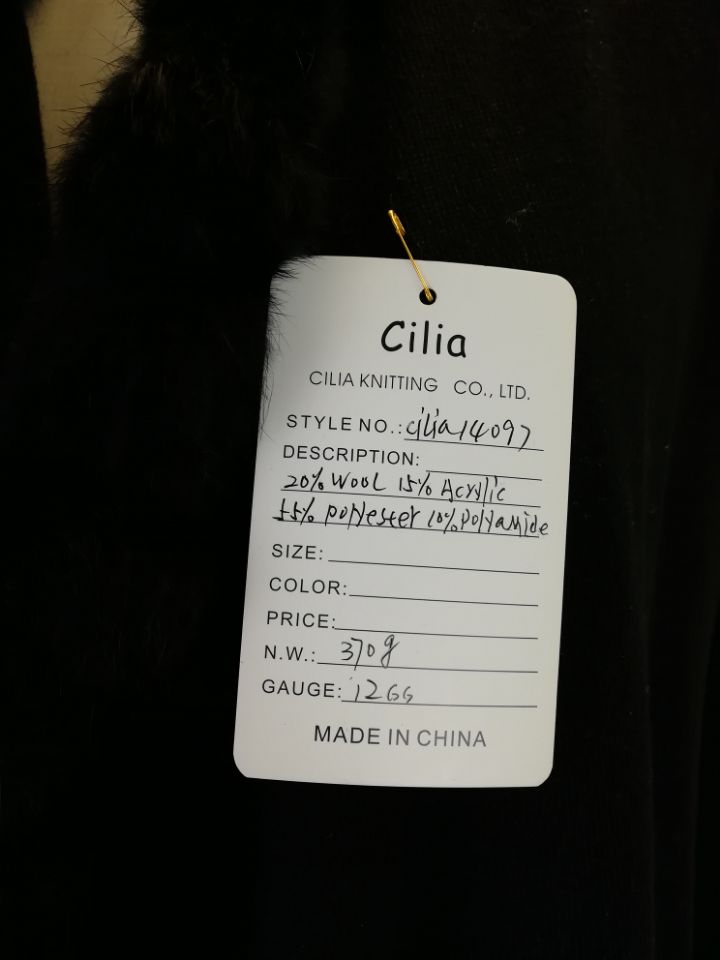 Cilia
CILIA KNITTING CO., LTD.
STYLE NO.: cilia14097
DESCRIPTION:
20% WOOL 15% Acrylic
55% polyester 10% polyamide
SIZE:
COLOR:
PRICE:
N.W.: 370g
GAUGE: 12GG
MADE IN CHINA